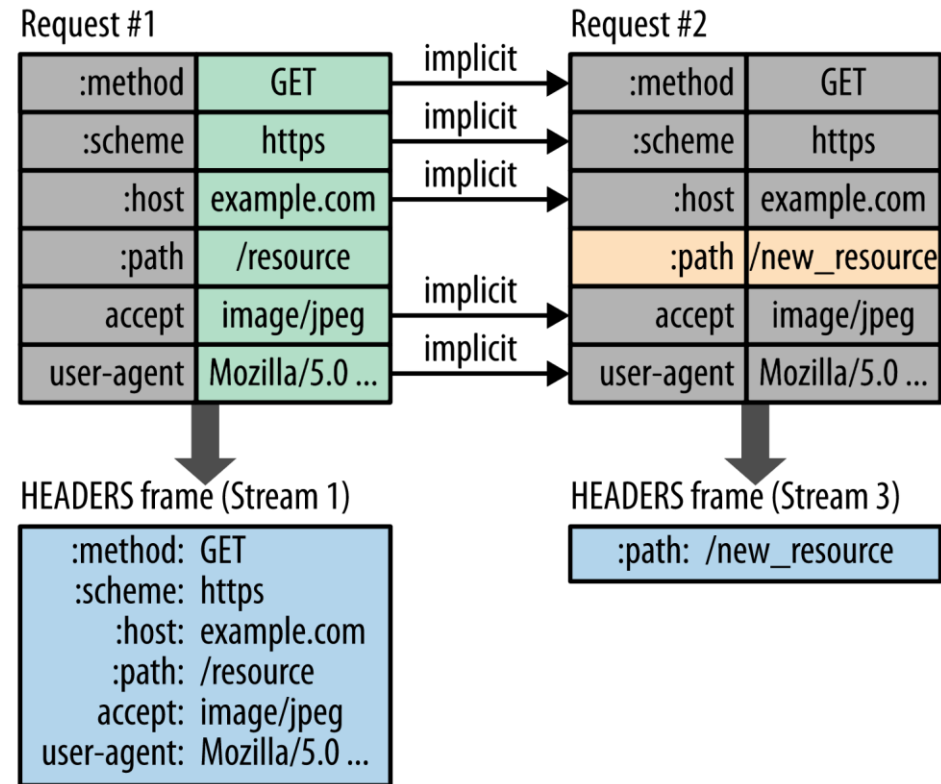 Request #1
:method GET
:scheme https
:host example.com
:path /resource
accept image/jpeg
user-agent Mozilla/5.0 ...
implicit
implicit
implicit
implicit
implicit
Request #2
:method GET
:scheme https
:host example.com
:path /new_resource
accept image/jpeg
user-agent Mozilla/5.0 ...
HEADERS frame (Stream 1)
:method: GET
:scheme: https
:host: example.com
:path: /resource
accept: image/jpeg
user-agent: Mozilla/5.0 ...
HEADERS frame (Stream 3)
:path: /new_resource